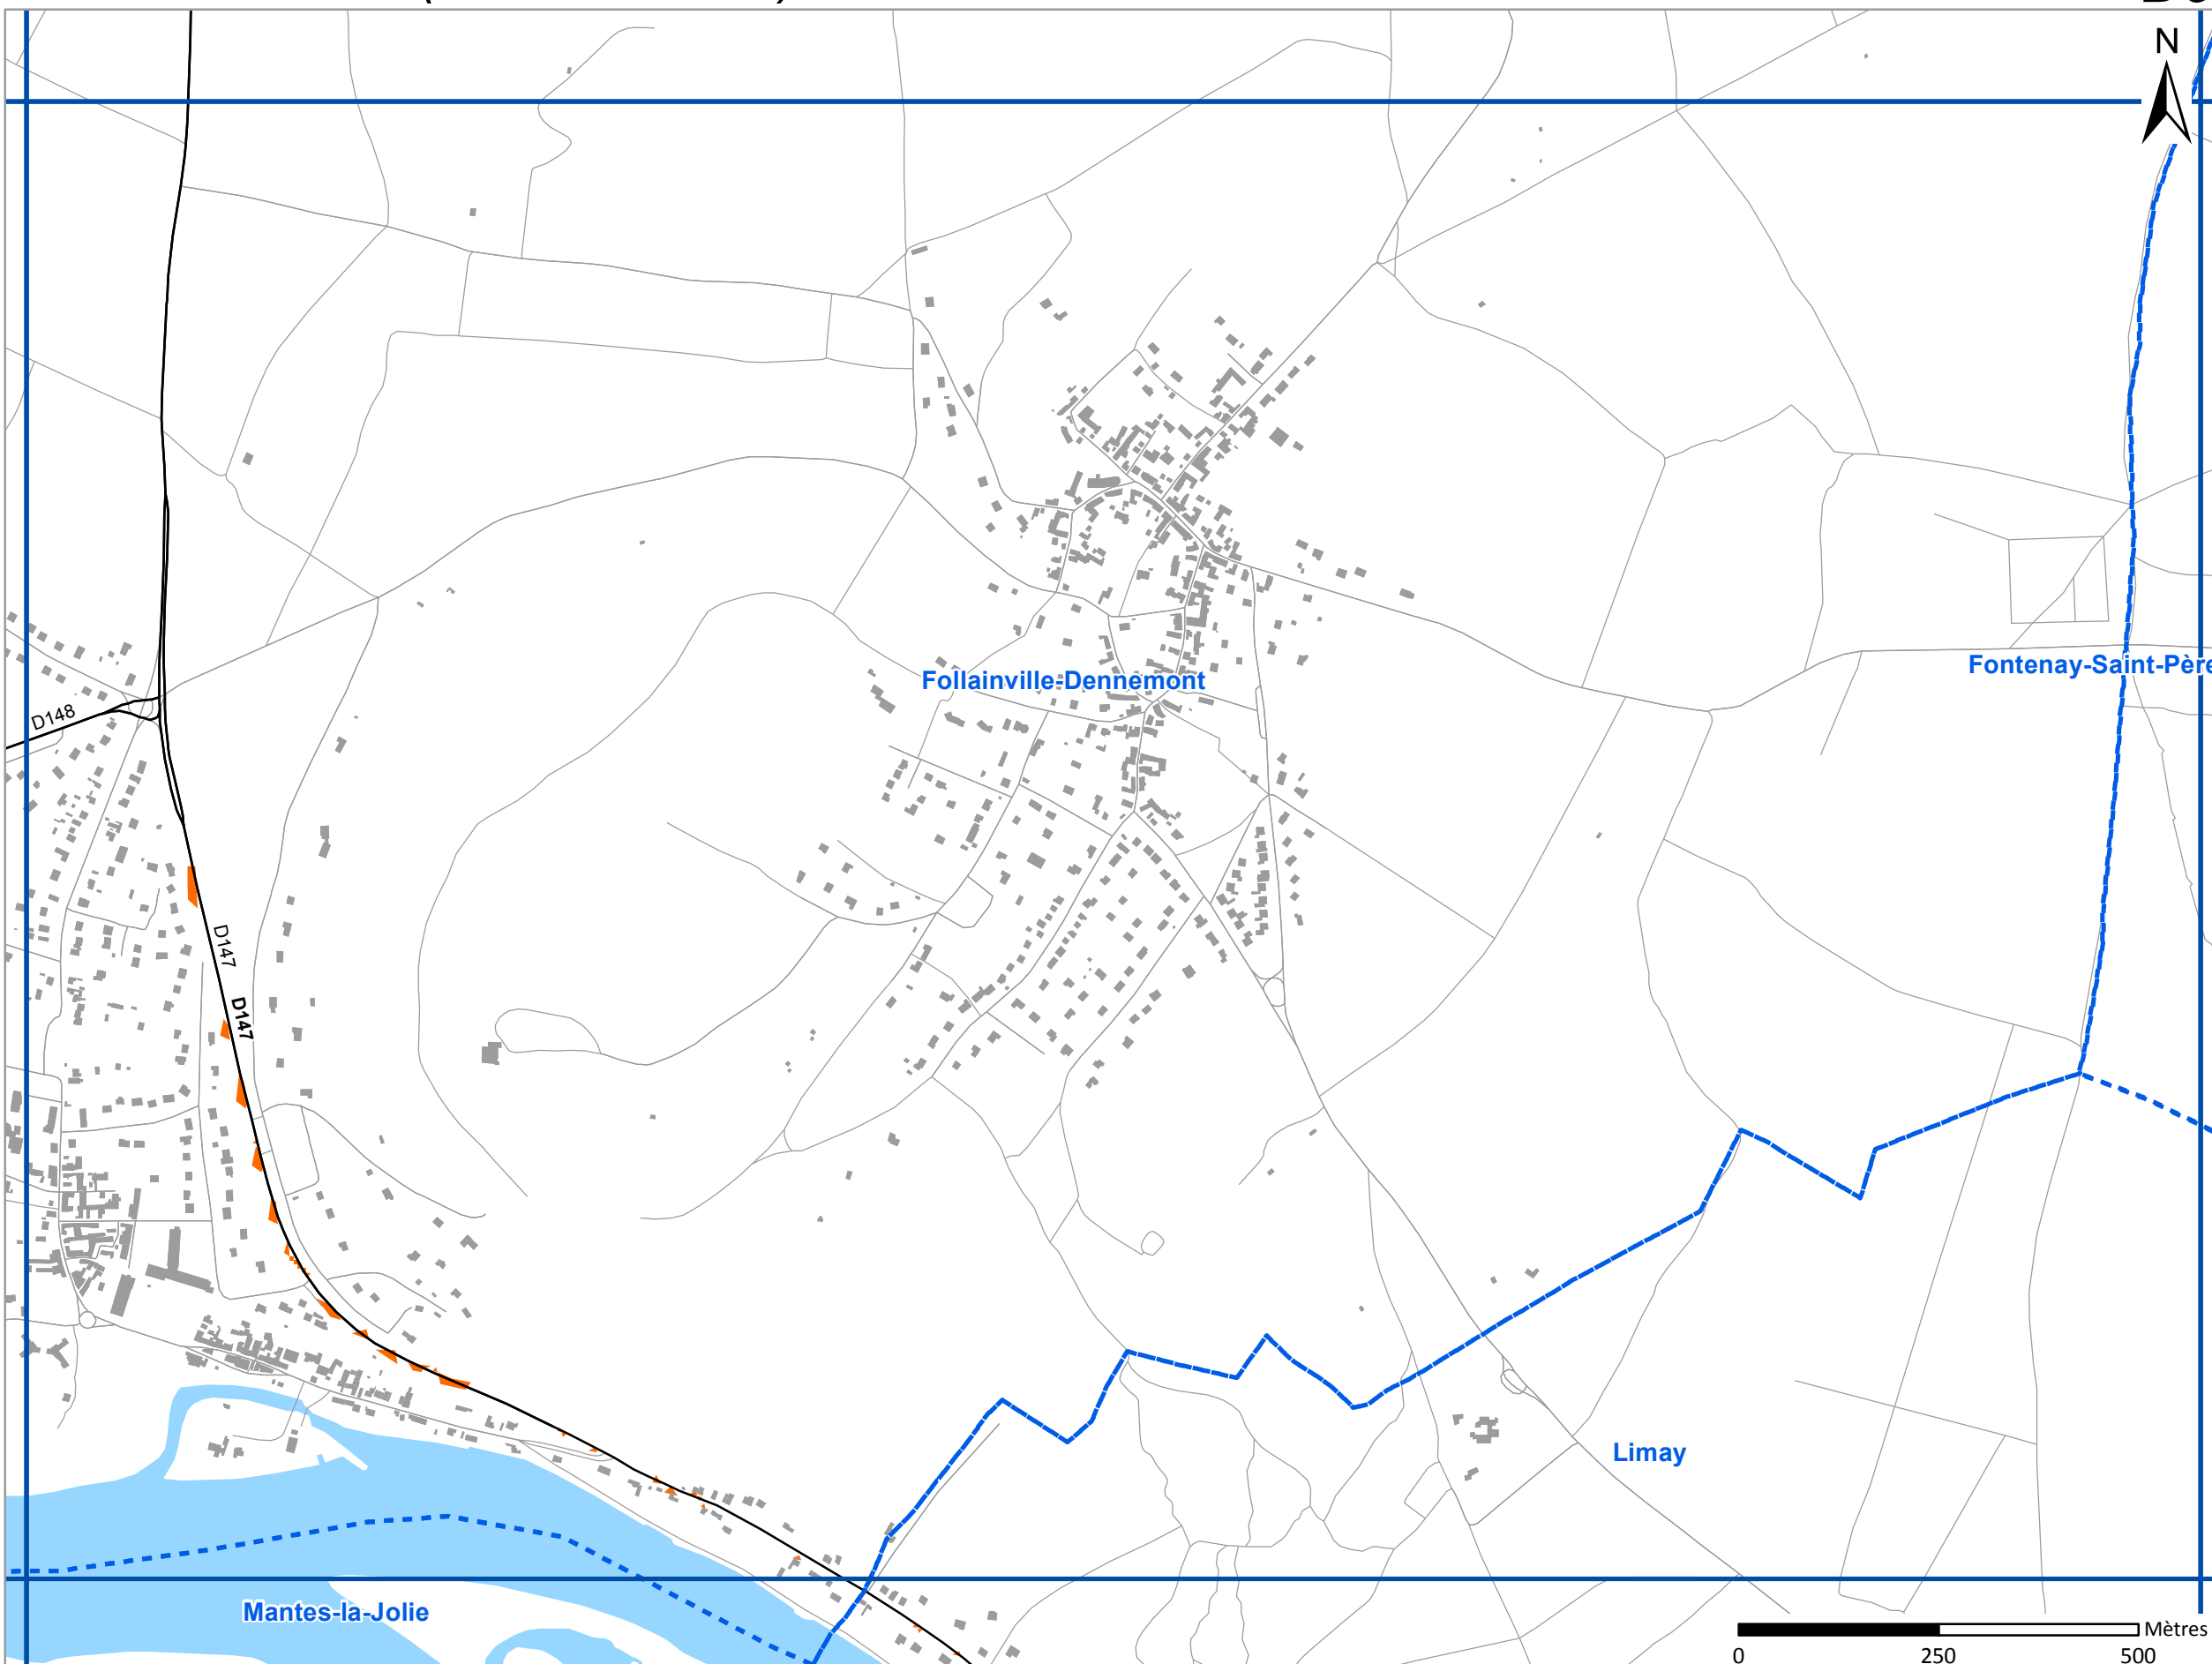 N
Follainville-Dennemont
Fontenay-Saint-Père
D148
D147
D147
Limay
Mantes-la-Jolie
Mètres
0 250 500